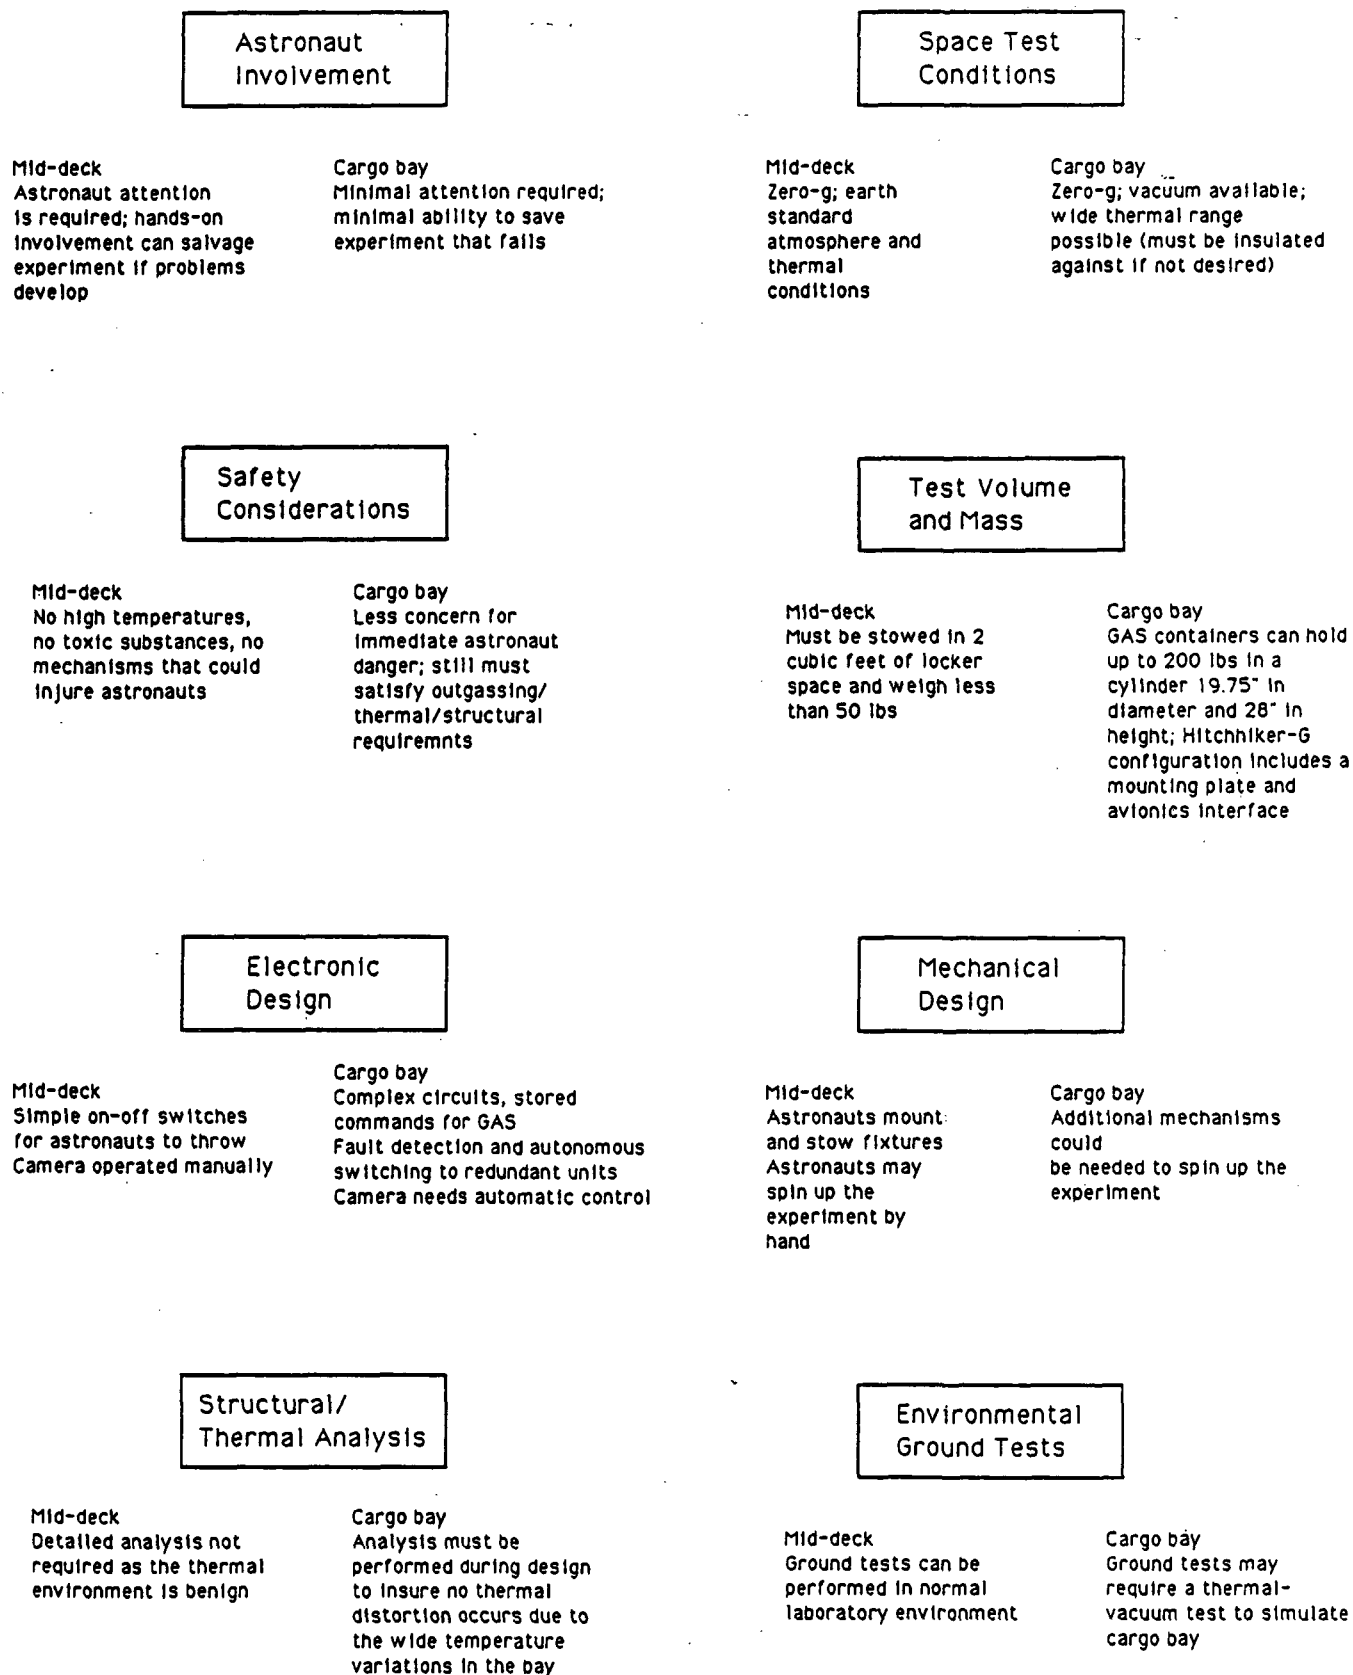 Astronaut
Involvement
Mid-deck
Astronaut attention
is required; hands-on
involvement can salvage
experiment if problems
develop
Cargo bay
Minimal attention required;
minimal ability to save
experiment that fails
Space Test
Conditions
Mid-deck
Zero-g; earth
standard
atmosphere and
thermal
conditions
Cargo bay
Zero-g; vacuum available;
wide thermal range
possible (must be insulated
against if not desired)
Safety
Considerations
Mid-deck
No high temperatures,
no toxic substances, no
mechanisms that could
injure astronauts
Cargo bay
Less concern for
immediate astronaut
danger; still must
satisfy outgassing/
thermal/structural
requiremnts
Test Volume
and Mass
Mid-deck
Must be stowed in 2
cubic feet of locker
space and weigh less
than 50 lbs
Cargo bay
GAS containers can hold
up to 200 lbs in a
cylinder 19.75" in
diameter and 28" in
height; Hitchhiker-G
configuration includes a
mounting plate and
avionics interface
Electronic
Design
Mid-deck
Simple on-off switches
for astronauts to throw
Camera operated manually
Cargo bay
Complex circuits, stored
commands for GAS
Fault detection and autonomous
switching to redundant units
Camera needs automatic control
Mechanical
Design
Mid-deck
Astronauts mount
and stow fixtures
Astronauts may
spin up the
experiment by
hand
Cargo bay
Additional mechanisms
could
be needed to spin up the
experiment
Structural/
Thermal Analysis
Mid-deck
Detailed analysis not
required as the thermal
environment is benign
Cargo bay
Analysis must be
performed during design
to insure no thermal
distortion occurs due to
the wide temperature
variations in the bay
Environmental
Ground Tests
Mid-deck
Ground tests can be
performed in normal
laboratory environment
Cargo bay
Ground tests may
require a thermal-
vacuum test to simulate
cargo bay